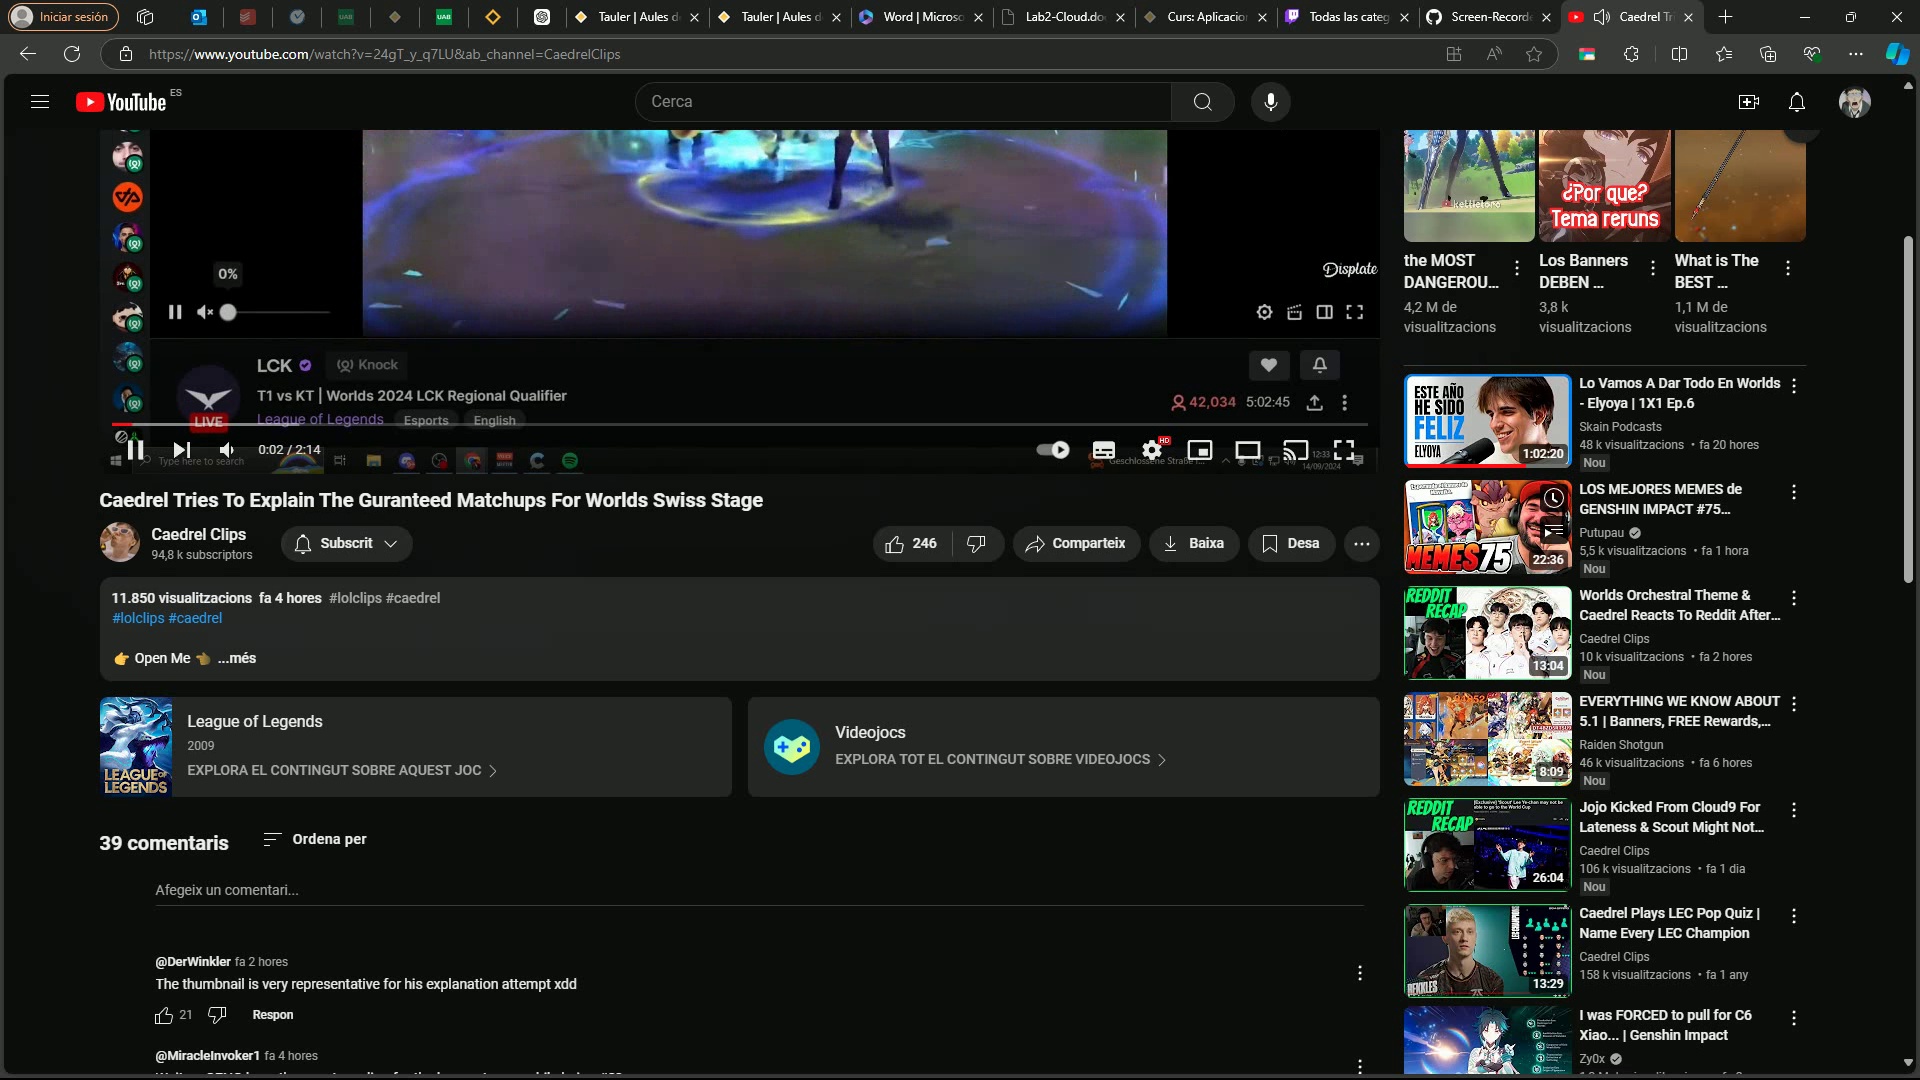 Iniciar sesión
Tauler | Aules d
Tauler | Aules d
Word | Microso
Lab2-Cloud.do
Curs: Aplicacio
Todas las categ
Screen-Recorde
Caedrel Tri
https://www.youtube.com/watch?v=24gT_y_q7LU&ab_channel=CaedrelClips
YouTube ES
Cerca
0%
Displate
LCK
Knock
T1 vs KT | Worlds 2024 LCK Regional Qualifier
42,034 5:02:45
LIVE
League of Legends Esports English
0:02 / 2:14
HD
Type here to search
Geschlossene Straße
12:33
14/09/2024
Caedrel Tries To Explain The Guranteed Matchups For Worlds Swiss Stage
Caedrel Clips
94,8 k subscriptors
Subscrit
246
Comparteix
Baixa
Desa
11.850 visualitzacions fa 4 hores #lolclips #caedrel
#lolclips #caedrel
👉 Open Me 👈 ...més
LEAGUE OF LEGENDS
League of Legends
2009
EXPLORA EL CONTINGUT SOBRE AQUEST JOC
Videojocs
EXPLORA TOT EL CONTINGUT SOBRE VIDEOJOCS
39 comentaris
Ordena per
Afegeix un comentari...
@DerWinkler fa 2 hores
The thumbnail is very representative for his explanation attempt xdd
21
Respon
@MiracleInvoker1 fa 4 hores
kettletono
¿Por que?
Tema reruns
the MOST
DANGEROU...
4,2 M de
visualitzacions
Los Banners
DEBEN ...
3,8 k
visualitzacions
What is The
BEST ...
1,1 M de
visualitzacions
ESTE AÑO
HE SIDO
FELIZ
ELYOYA
1:02:20
Lo Vamos A Dar Todo En Worlds
- Elyoya | 1X1 Ep.6
Skain Podcasts
48 k visualitzacions • fa 20 hores
Nou
MEMES 75
22:36
LOS MEJORES MEMES de
GENSHIN IMPACT #75...
Putupau
5,5 k visualitzacions • fa 1 hora
Nou
REDDIT
RECAP
13:04
Worlds Orchestral Theme &
Caedrel Reacts To Reddit After...
Caedrel Clips
10 k visualitzacions • fa 2 hores
Nou
8:09
EVERYTHING WE KNOW ABOUT
5.1 | Banners, FREE Rewards,...
Raiden Shotgun
46 k visualitzacions • fa 6 hores
Nou
REDDIT
RECAP
26:04
Jojo Kicked From Cloud9 For
Lateness & Scout Might Not...
Caedrel Clips
106 k visualitzacions • fa 1 dia
Nou
REKKLES
13:29
Caedrel Plays LEC Pop Quiz |
Name Every LEC Champion
Caedrel Clips
158 k visualitzacions • fa 1 any
I was FORCED to pull for C6
Xiao... | Genshin Impact
Zy0x